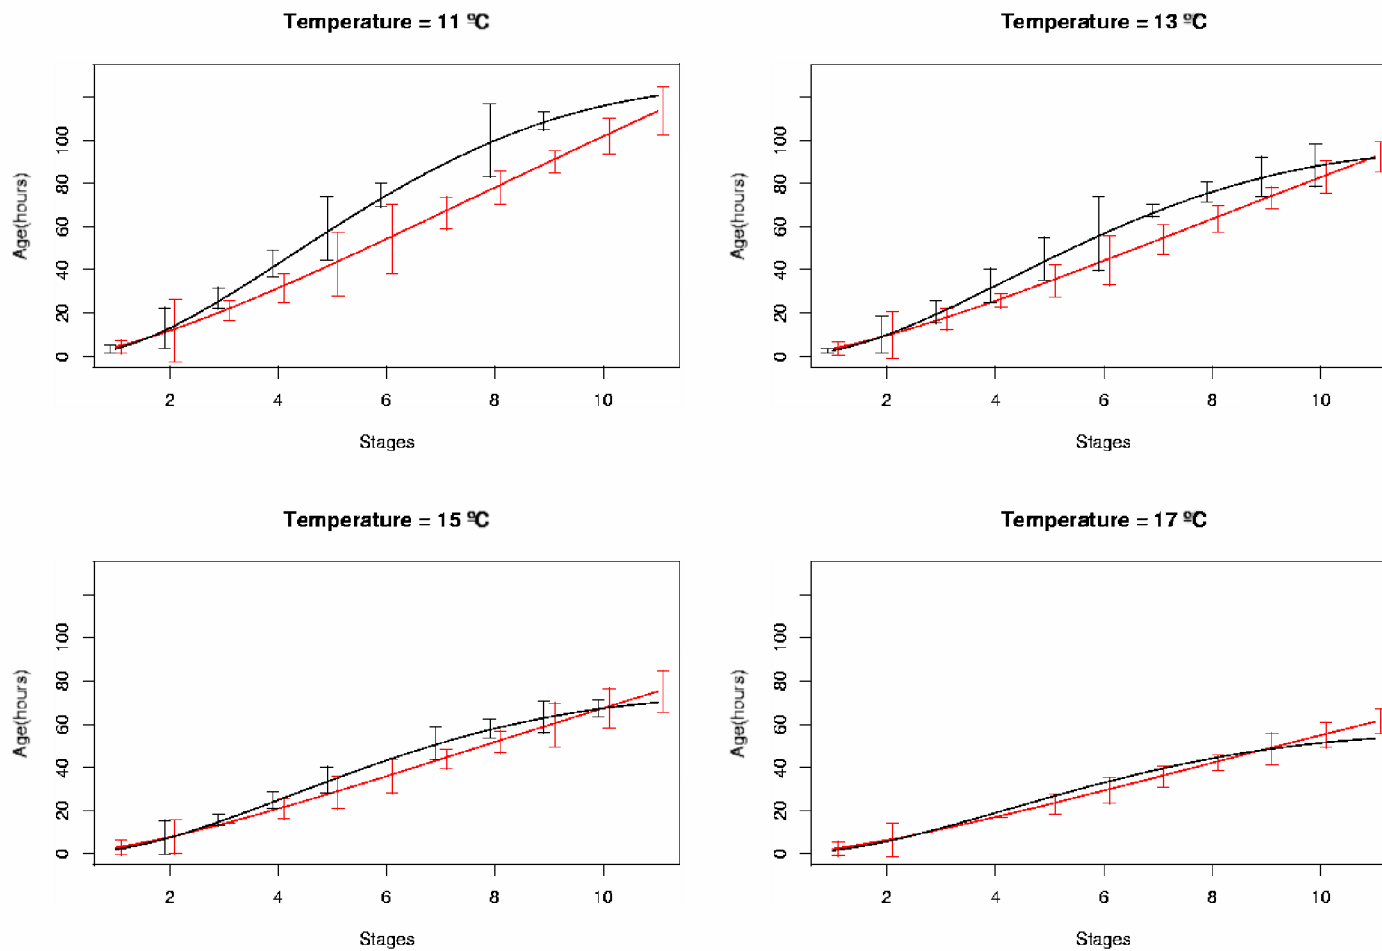 Temperature = 11 ºC
Age(hours)
0 20 40 60 80 100
2 4 6 8 10
Stages
Temperature = 13 ºC
Age(hours)
0 20 40 60 80 100
2 4 6 8 10
Stages
Temperature = 15 ºC
Age(hours)
0 20 40 60 80 100
2 4 6 8 10
Stages
Temperature = 17 ºC
Age(hours)
0 20 40 60 80 100
2 4 6 8 10
Stages